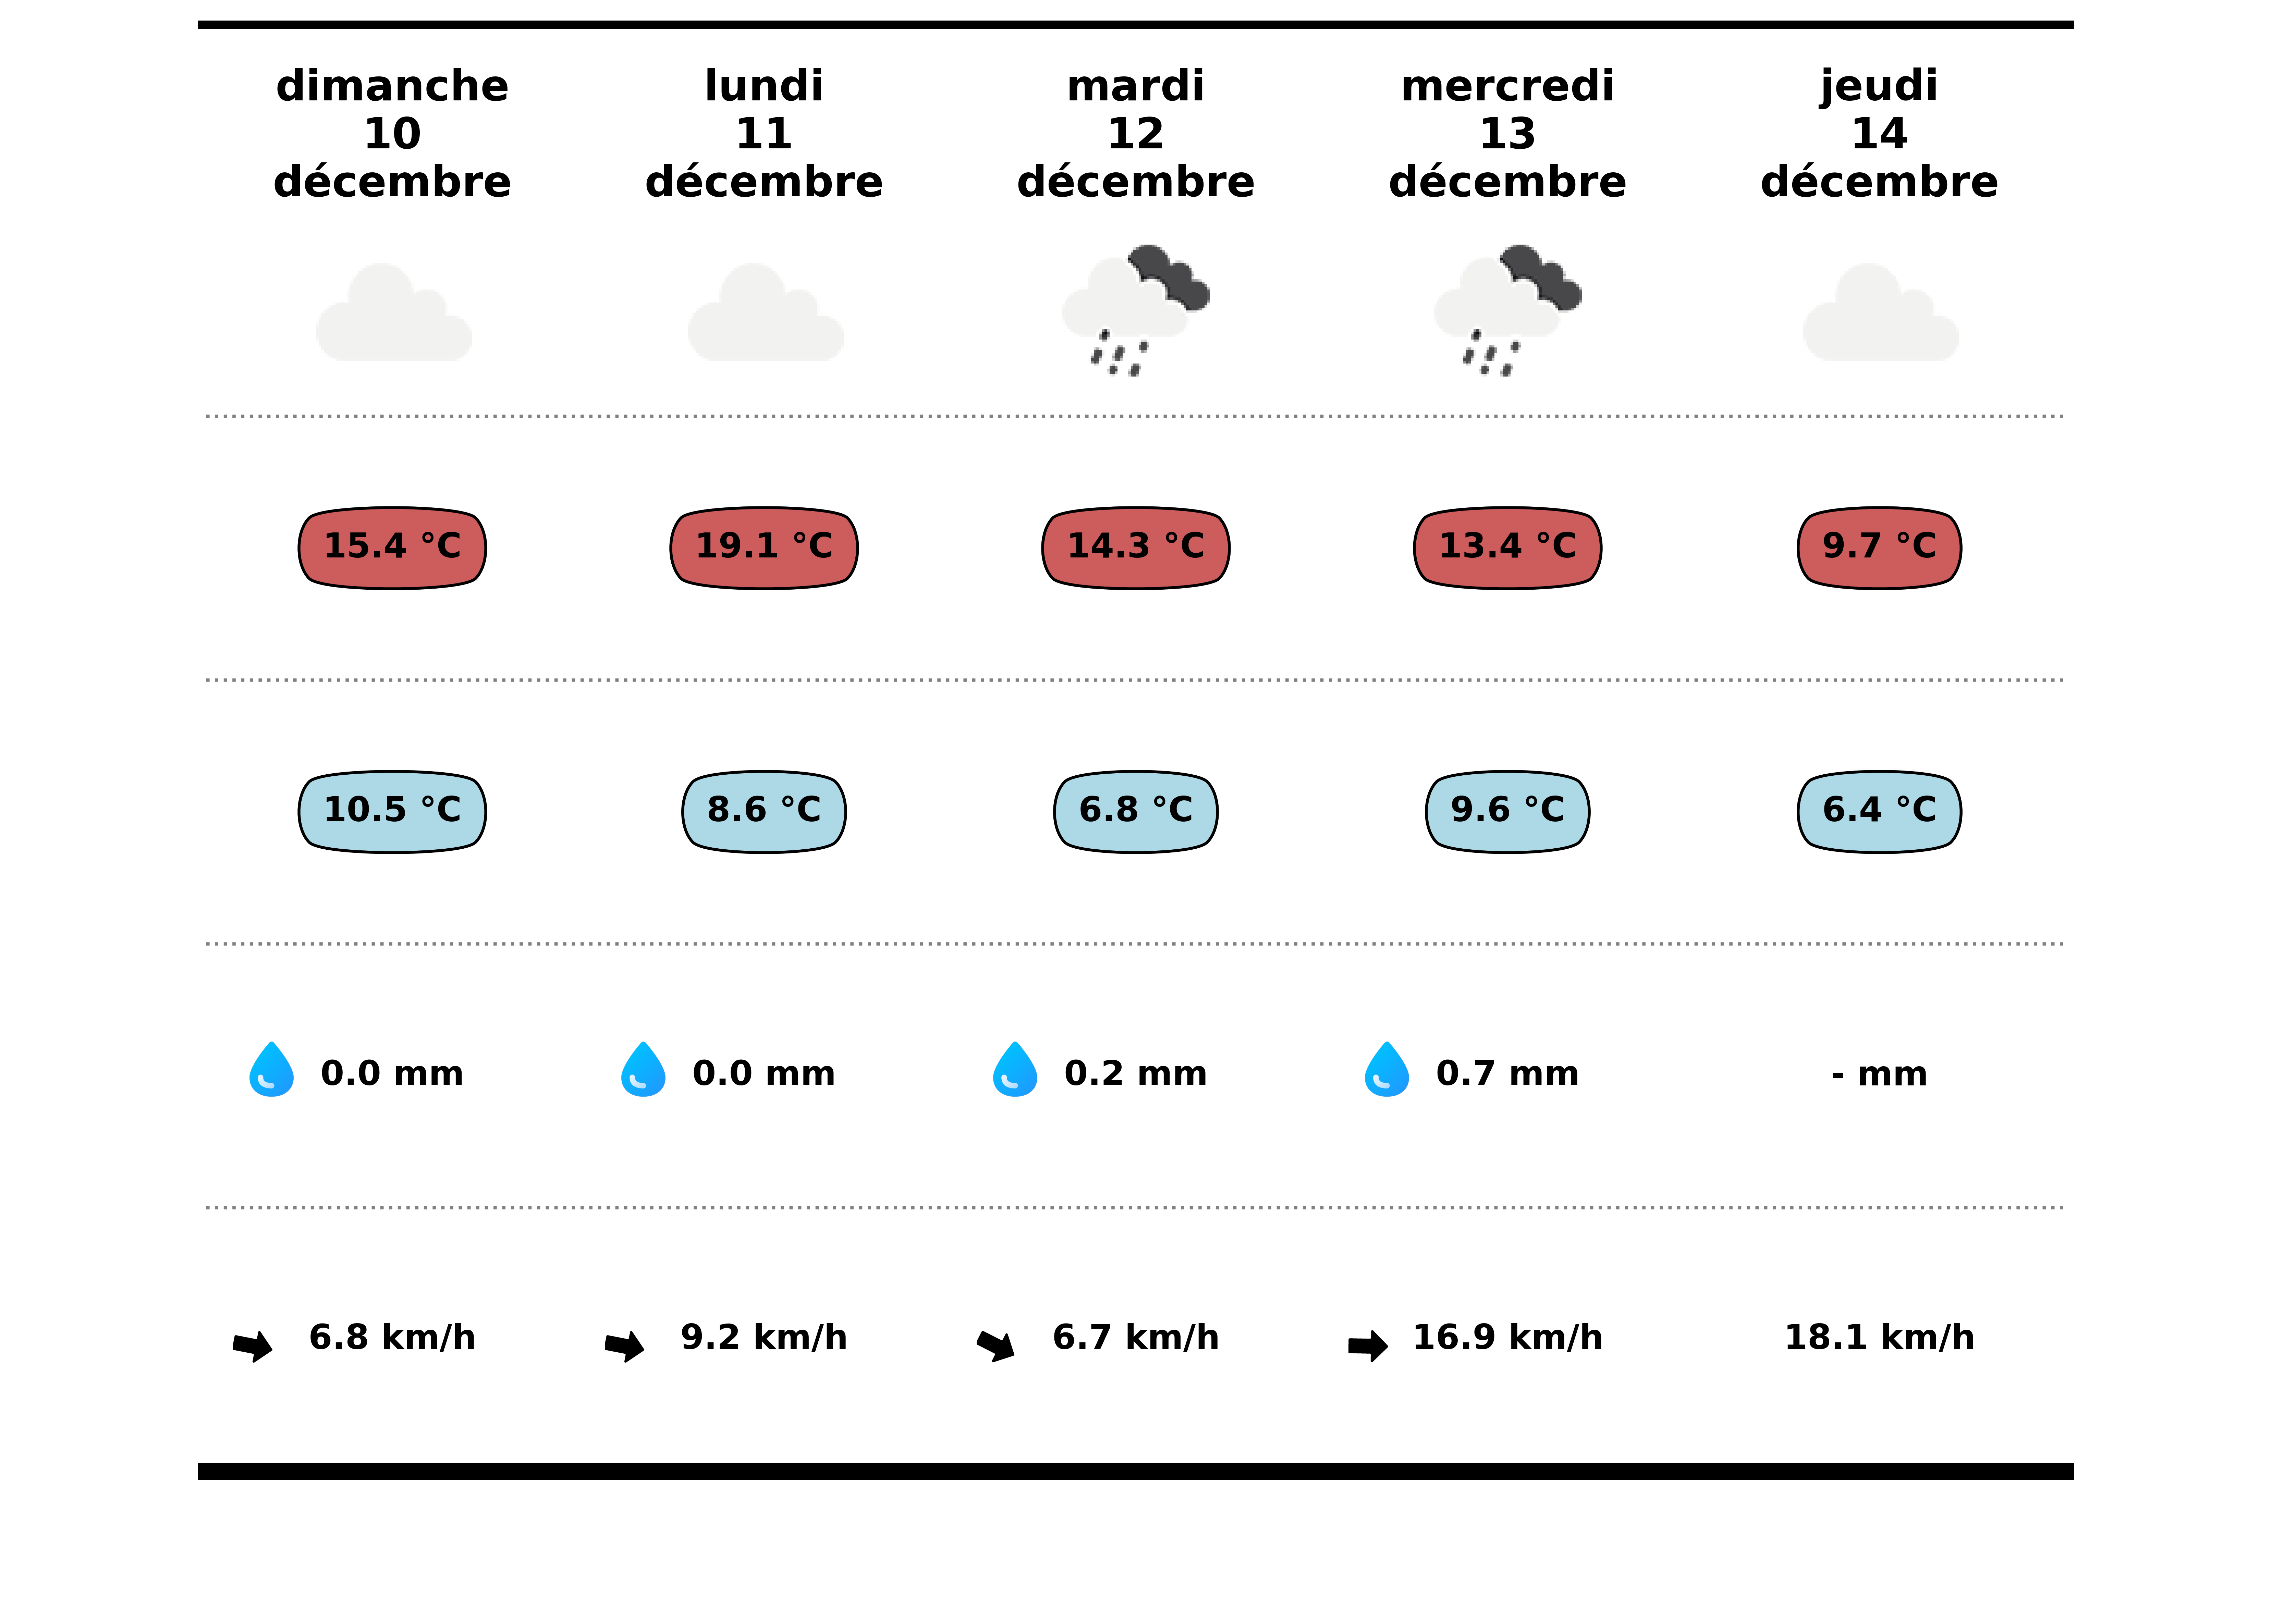 dimanche
10
décembre
lundi
11
décembre
mardi
12
décembre
mercredi
13
décembre
jeudi
14
décembre
15.4 °C
19.1 °C
14.3 °C
13.4 °C
9.7 °C
10.5 °C
8.6 °C
6.8 °C
9.6 °C
6.4 °C
0.0 mm
0.0 mm
0.2 mm
0.7 mm
- mm
6.8 km/h
9.2 km/h
6.7 km/h
16.9 km/h
18.1 km/h